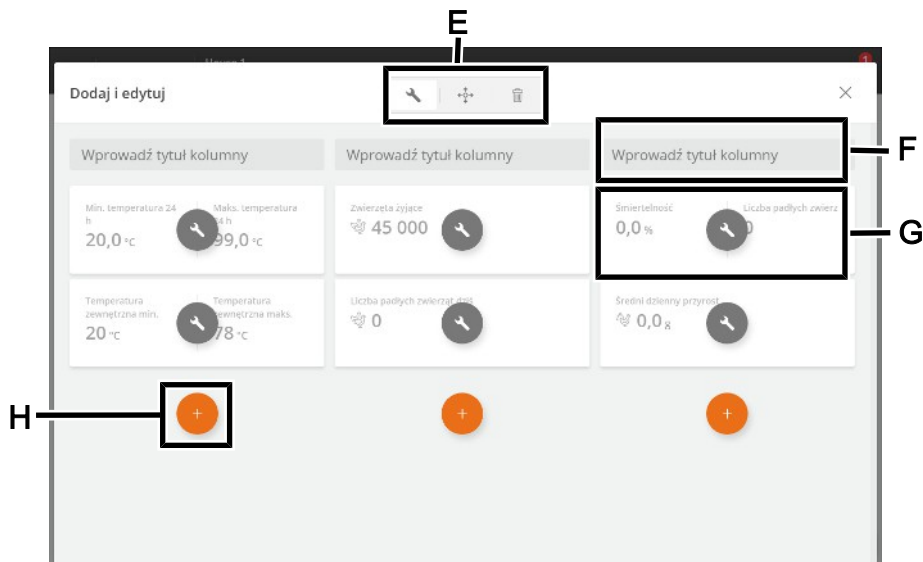 E
1
Dodaj i edytuj
F
Wprowadź tytuł kolumny
Wprowadź tytuł kolumny
Wprowadź tytuł kolumny
G
Min. temperatura 24 h
Maks. temperatura 24 h
20,0 °C
99,0 °C
Zwierzęta żyjące
45 000
Śmiertelność
Liczba padłych zwierz
0,0 %
0
Temperatura zewnętrzna min.
Temperatura zewnętrzna maks.
20 °C
78 °C
Liczba padłych zwierząt dziś
0
Średni dzienny przyrost
0,0 g
H
+
+
+